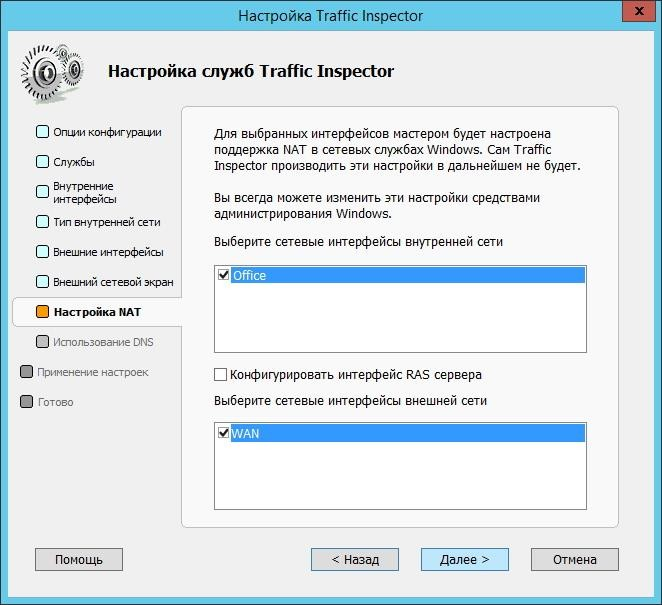 Настройка Traffic Inspector
x
Настройка служб Traffic Inspector
Опции конфигурации
Службы
Внутренние
интерфейсы
Тип внутренней сети
Внешние интерфейсы
Внешний сетевой экран
Настройка NAT
Использование DNS
Применение настроек
Готово
Для выбранных интерфейсов мастером будет настроена
поддержка NAT в сетевых службах Windows. Сам Traffic
Inspector производить эти настройки в дальнейшем не будет.
Вы всегда можете изменить эти настройки средствами
администрирования Windows.
Выберите сетевые интерфейсы внутренней сети
Office
Конфигурировать интерфейс RAS сервера
Выберите сетевые интерфейсы внешней сети
WAN
Помощь
< Назад
Далее >
Отмена